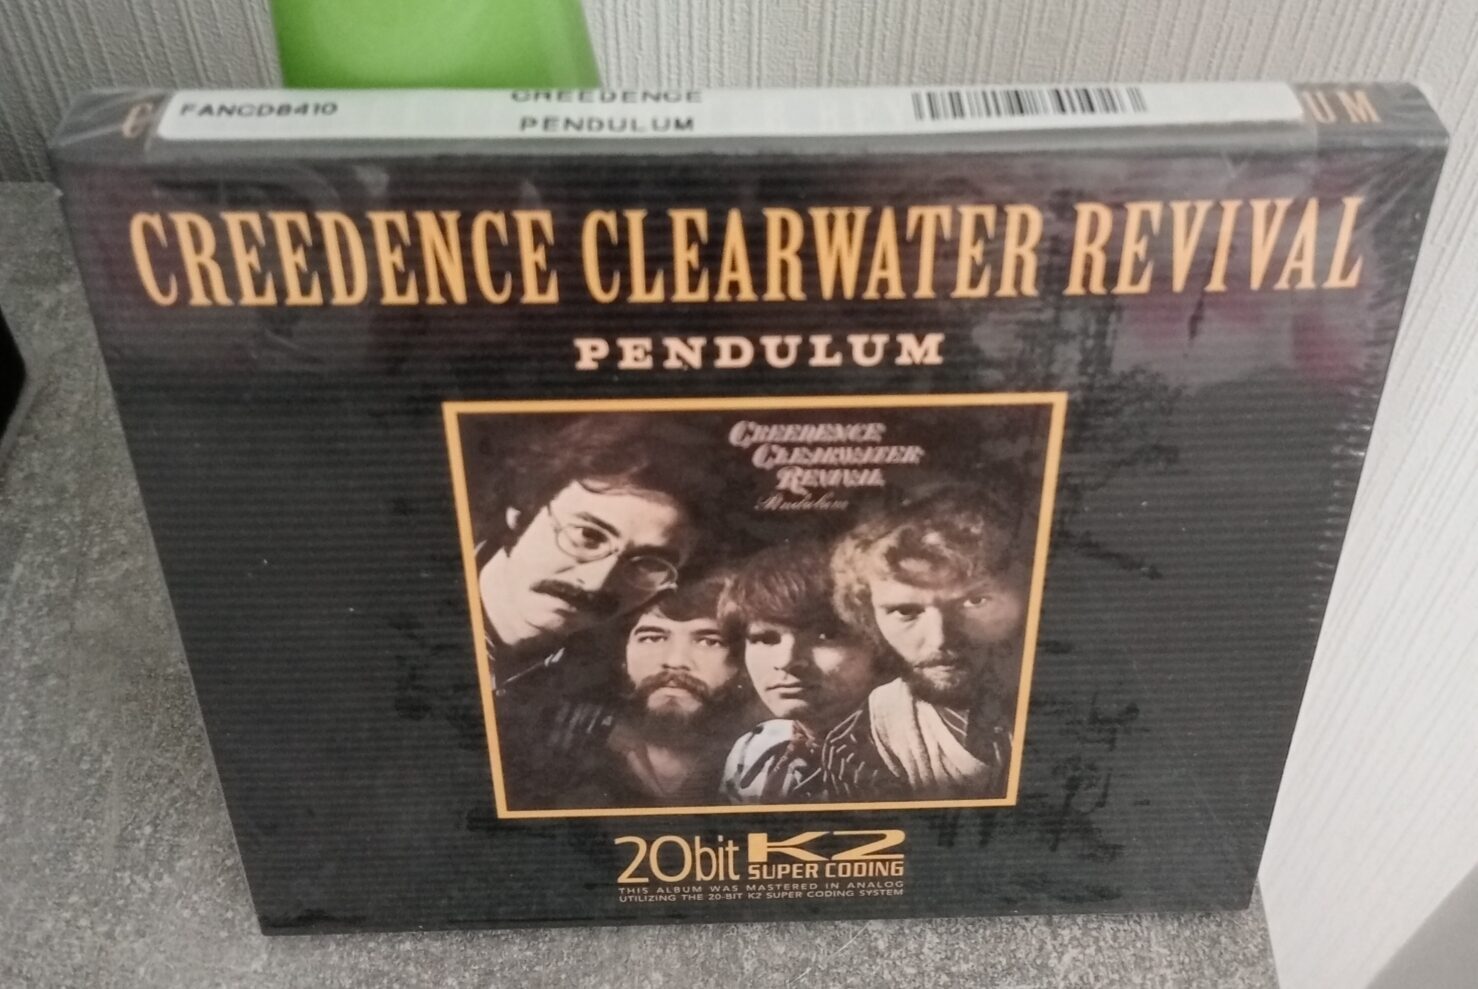 FANCD8410
CREEDENCE
PENDULUM
UM
CREEDENCE CLEARWATER REVIVAL
PENDULUM
CREEDENCE
CLEARWATER
REVIVAL
Pendulum
20bit K2
SUPER CODING
THIS ALBUM WAS MASTERED IN ANALOG
UTILIZING THE 20-BIT K2 SUPER CODING SYSTEM